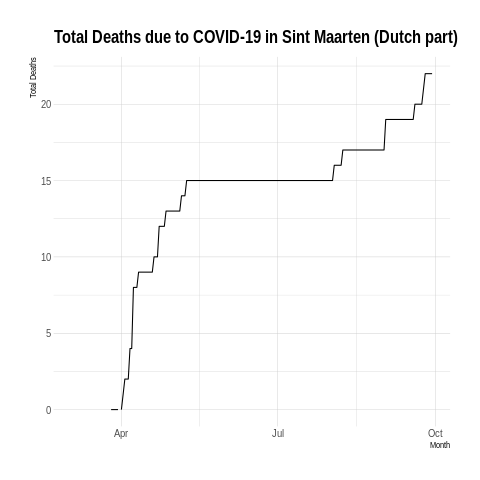 Total Deaths due to COVID-19 in Sint Maarten (Dutch part)
Total Deaths
20
15
10
5
0
Apr Jul Oct
Month